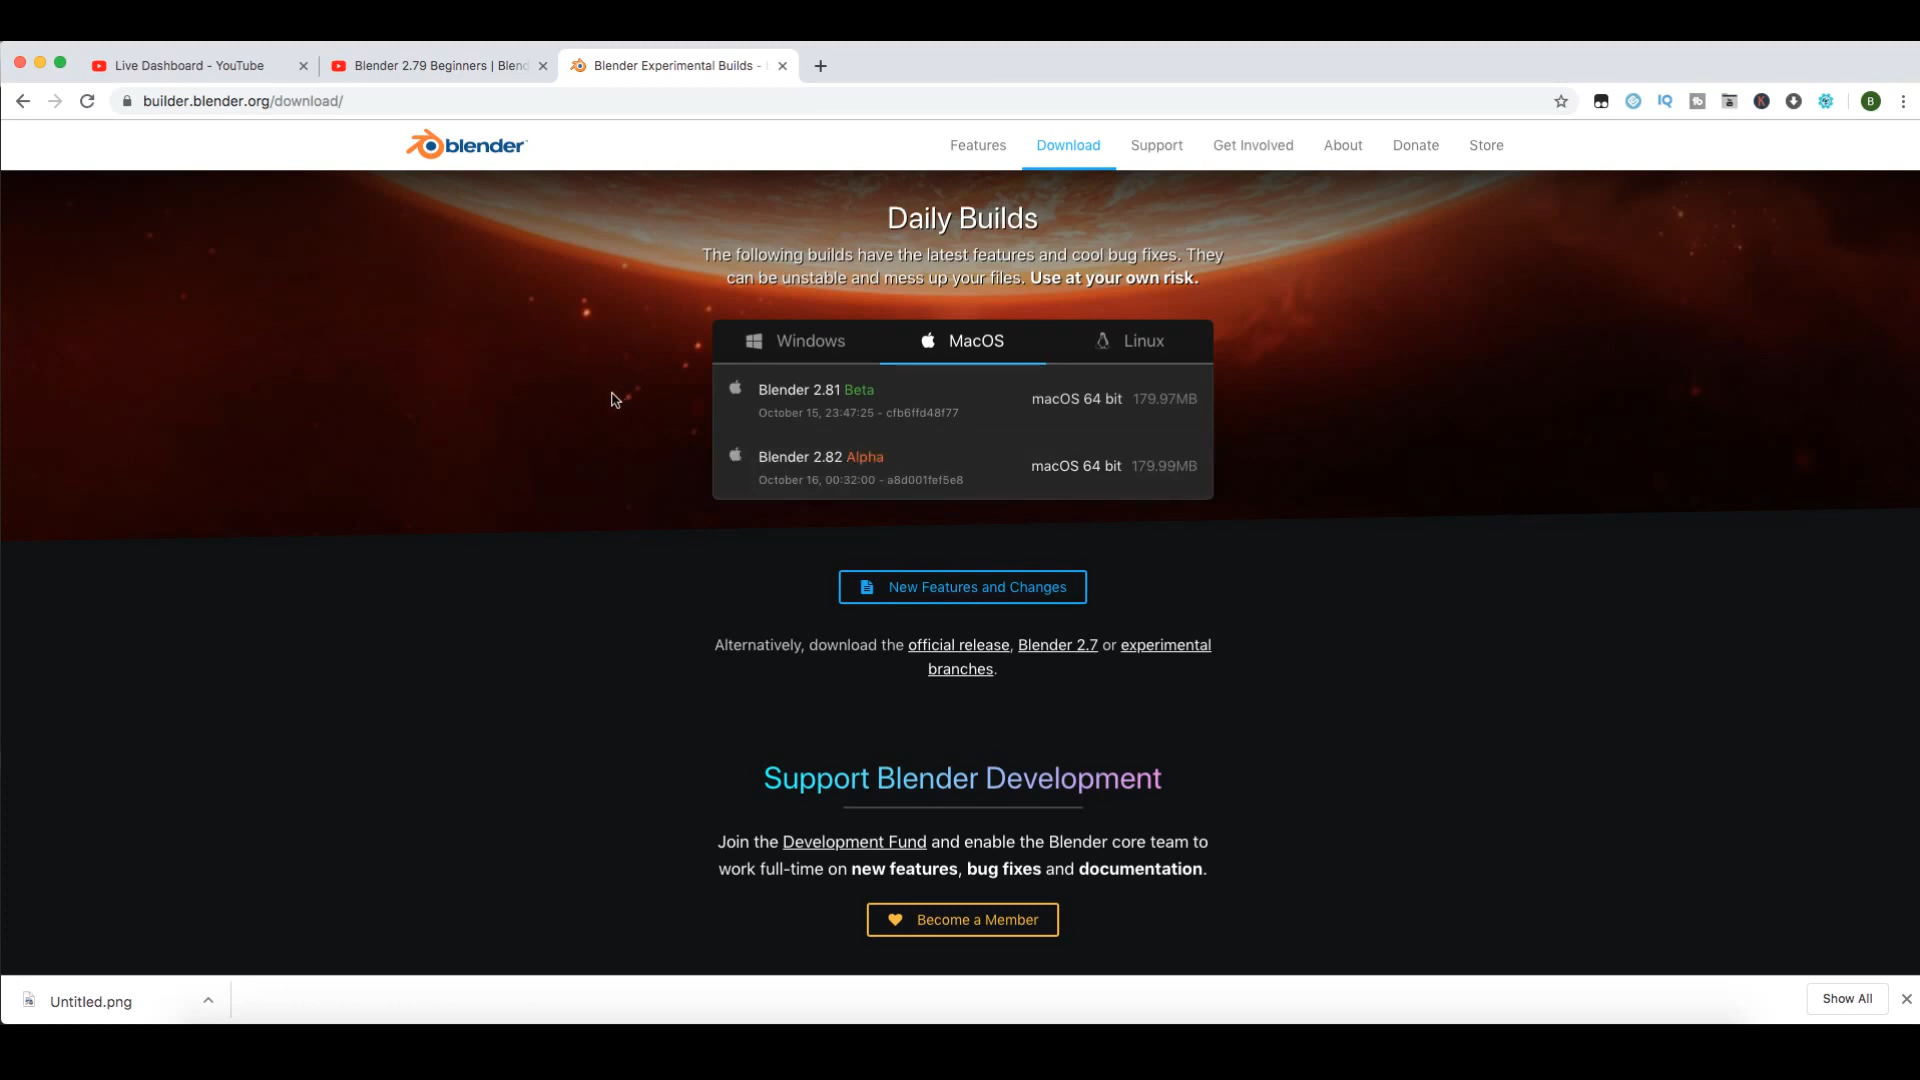 Live Dashboard - YouTube
Blender 2.79 Beginners | Blend
Blender Experimental Builds -
builder.blender.org/download/
IQ
K
B
blender
Features
Download
Support
Get Involved
About
Donate
Store
Daily Builds
The following builds have the latest features and cool bug fixes. They
can be unstable and mess up your files. Use at your own risk.
Windows
MacOS
Linux
Blender 2.81 Beta
October 15, 23:47:25 - cfb6ffd48f77
macOS 64 bit 179.97MB
Blender 2.82 Alpha
October 16, 00:32:00 - a8d001fef5e8
macOS 64 bit 179.99MB
New Features and Changes
Alternatively, download the official release, Blender 2.7 or experimental
branches.
Support Blender Development
Join the Development Fund and enable the Blender core team to
work full-time on new features, bug fixes and documentation.
Become a Member
Untitled.png
Show All